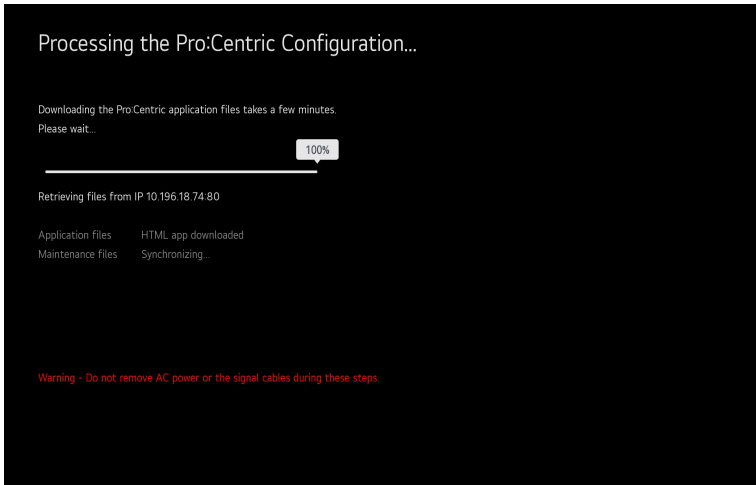 Processing the Pro:Centric Configuration...
Downloading the Pro:Centric application files takes a few minutes.
Please wait...
100%
Retrieving files from IP 10.196.18.74:80
Application files HTML app downloaded
Maintenance files Synchronizing...
Warning - Do not remove AC power or the signal cables during these steps.